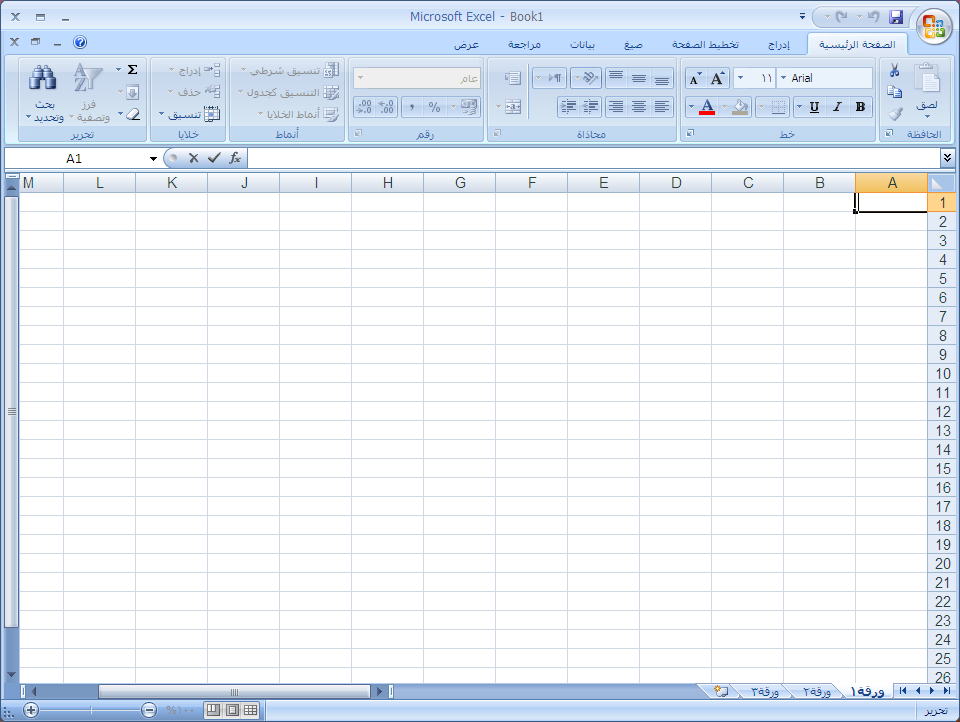 Microsoft Excel - Book1
الصفحة الرئيسية إدراج تخطيط الصفحة صيغ بيانات مراجعة عرض
لصق
الحافظة
Arial ١١
خط
محاذاة
عام
رقم
تنسيق شرطي
التنسيق كجدول
أنماط الخلايا
أنماط
إدراج
حذف
تنسيق
خلايا
فرز وتصفية
بحث وتحديد
تحرير
A1
A B C D E F G H I J K L M
1
2
3
4
5
6
7
8
9
10
11
12
13
14
15
16
17
18
19
20
21
22
23
24
25
26
ورقة١ ورقة٢ ورقة٣
تحرير
١٠٠%